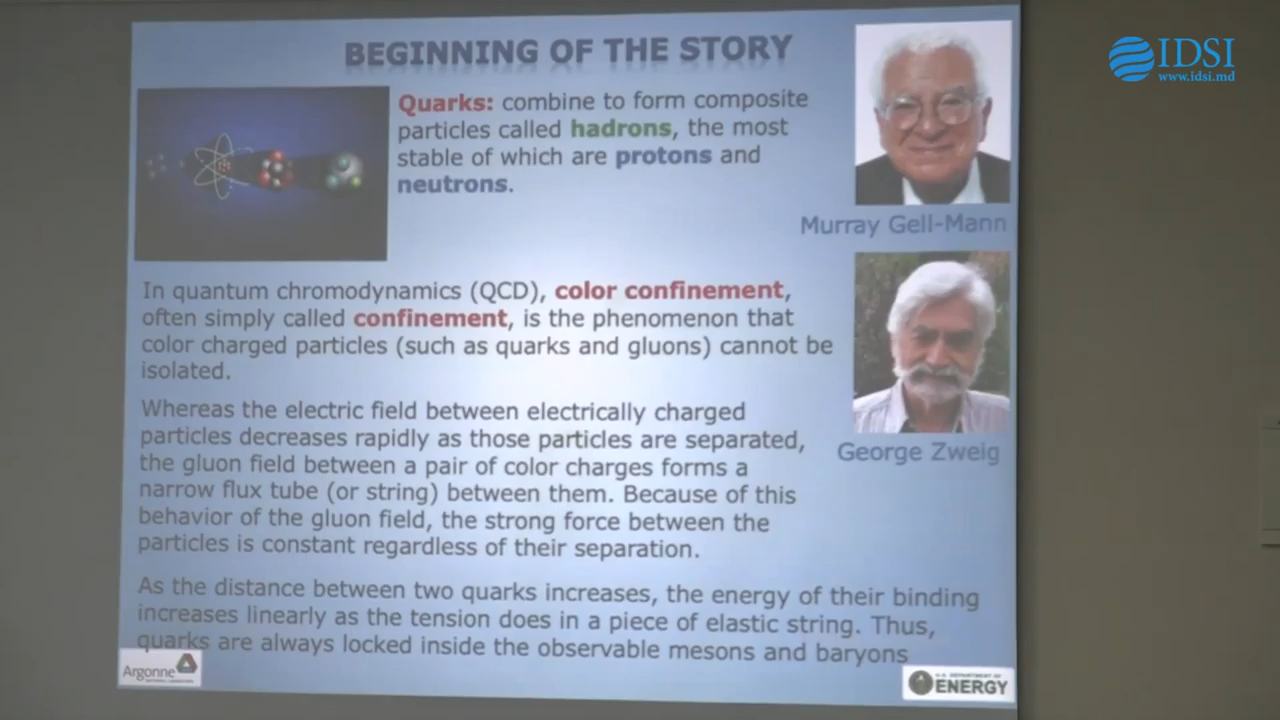 IDSI
www.idsi.md
BEGINNING OF THE STORY
Quarks: combine to form composite
particles called hadrons, the most
stable of which are protons and
neutrons.
Murray Gell-Mann
In quantum chromodynamics (QCD), color confinement,
often simply called confinement, is the phenomenon that
color charged particles (such as quarks and gluons) cannot be
isolated.
Whereas the electric field between electrically charged
particles decreases rapidly as those particles are separated,
the gluon field between a pair of color charges forms a
narrow flux tube (or string) between them. Because of this
behavior of the gluon field, the strong force between the
particles is constant regardless of their separation.
George Zweig
As the distance between two quarks increases, the energy of their binding
increases linearly as the tension does in a piece of elastic string. Thus,
quarks are always locked inside the observable mesons and baryons
Argonne
U.S. DEPARTMENT OF
ENERGY